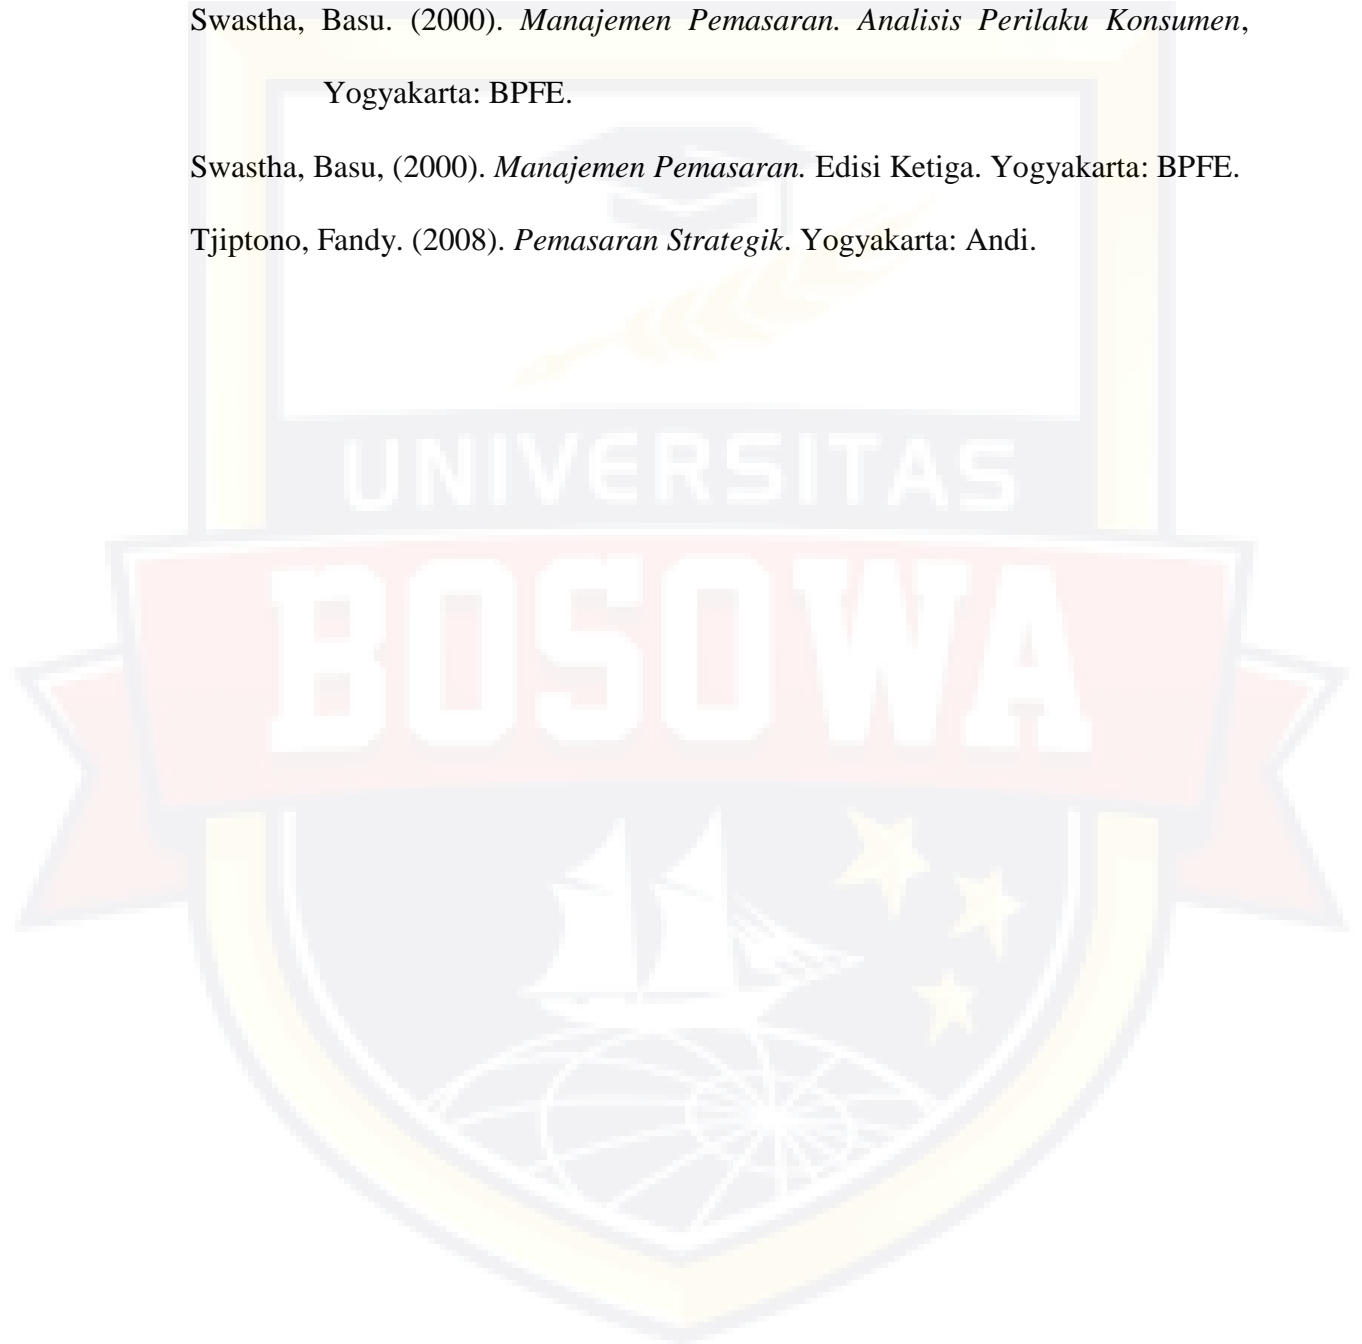 Swastha, Basu. (2000). Manajemen Pemasaran. Analisis Perilaku Konsumen,
Yogyakarta: BPFE.
Swastha, Basu, (2000). Manajemen Pemasaran. Edisi Ketiga. Yogyakarta: BPFE.
Tjiptono, Fandy. (2008). Pemasaran Strategik. Yogyakarta: Andi.
UNIVERSITAS
BOSOWA